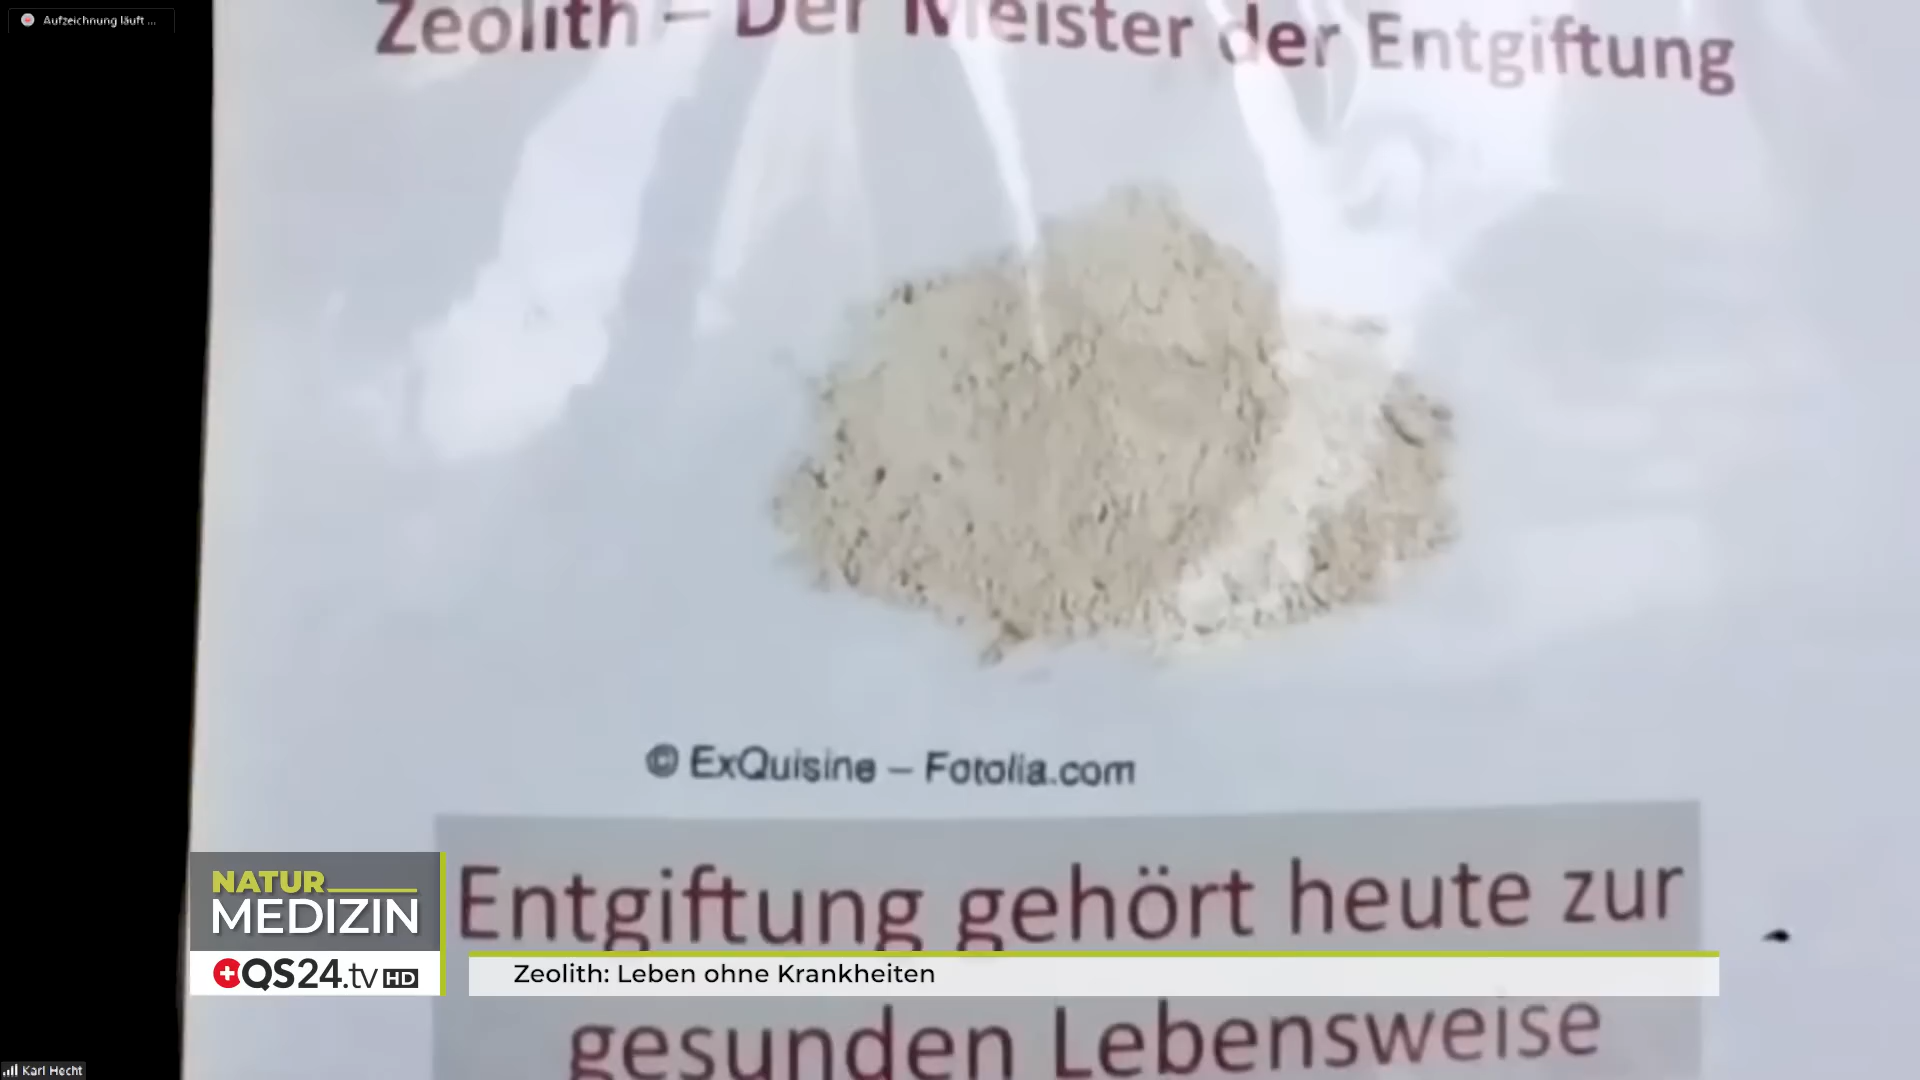 Aufzeichnung läuft ...
Zeolith – Der Meister der Entgiftung
© ExQuisine – Fotolia.com
Entgiftung gehört heute zur
NATUR
MEDIZIN
QS24.tv HD
Zeolith: Leben ohne Krankheiten
gesunden Lebensweise
Karl Hecht